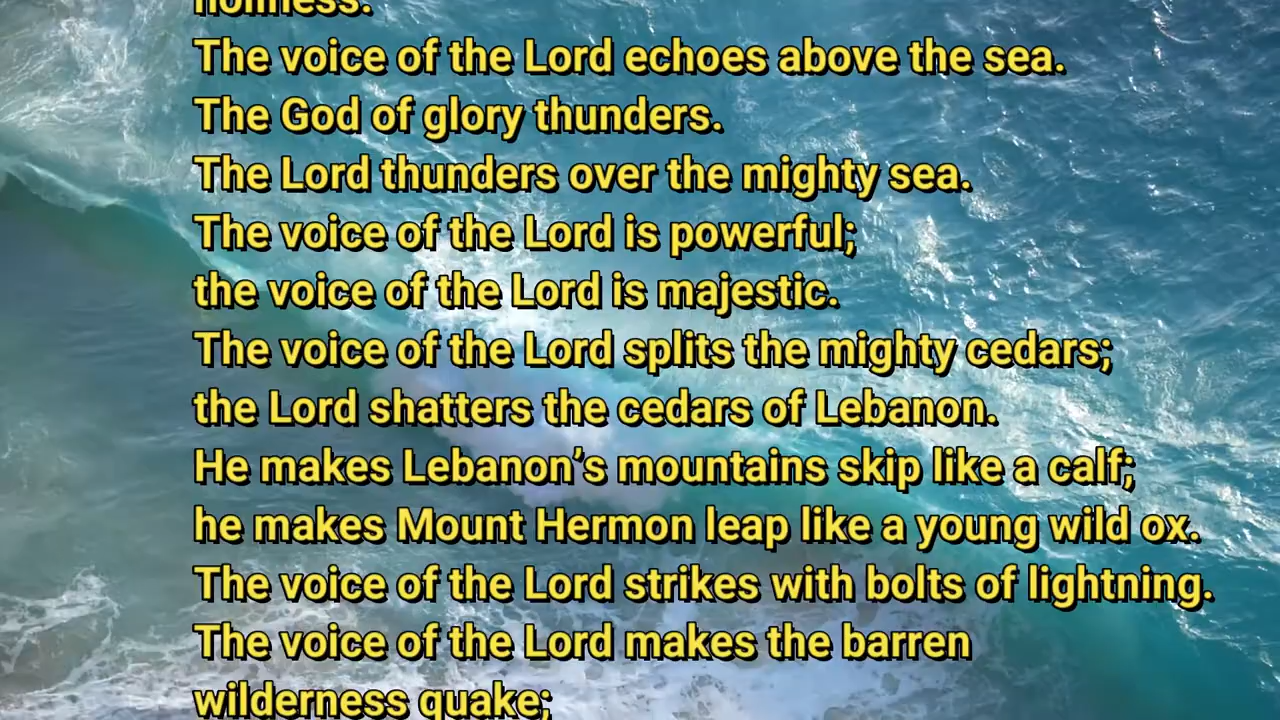 holiness.
The voice of the Lord echoes above the sea.
The God of glory thunders.
The Lord thunders over the mighty sea.
The voice of the Lord is powerful;
the voice of the Lord is majestic.
The voice of the Lord splits the mighty cedars;
the Lord shatters the cedars of Lebanon.
He makes Lebanon’s mountains skip like a calf;
he makes Mount Hermon leap like a young wild ox.
The voice of the Lord strikes with bolts of lightning.
The voice of the Lord makes the barren
wilderness quake;